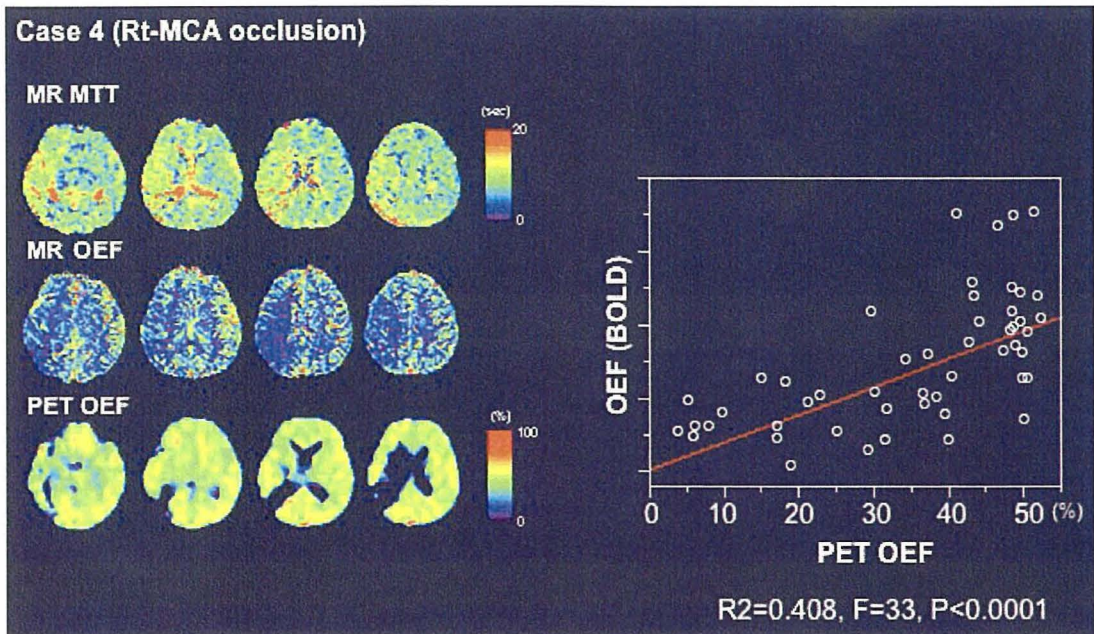 Case 4 (Rt-MCA occlusion)
MR MTT
(sec)
20
0
MR OEF
PET OEF
(%)
100
0
OEF (BOLD)
0 10 20 30 40 50 (%)
PET OEF
R2=0.408, F=33, P<0.0001